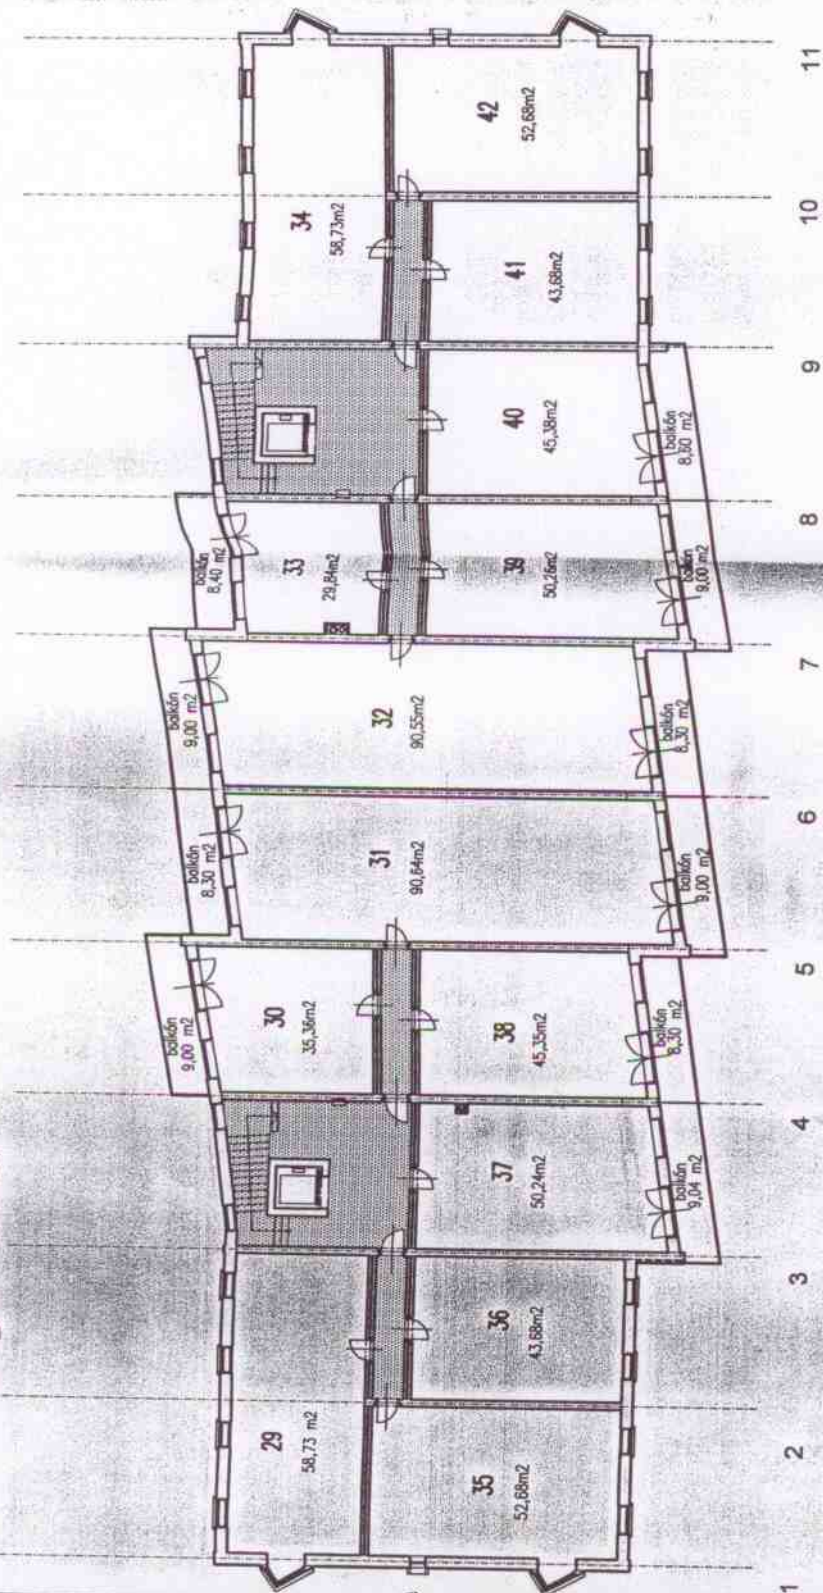 11
42
52,68m2
34
58,73m2
10
41
43,68m2
9
40
45,38m2
balkón
8,60 m2
8
balkón
8,40 m2
33
29,84m2
39
50,26m2
balkón
9,00 m2
7
balkón
9,00 m2
32
90,55m2
balkón
8,30 m2
6
balkón
8,30 m2
31
90,64m2
balkón
9,00 m2
5
balkón
9,00 m2
30
35,36m2
38
45,35m2
balkón
8,30 m2
4
37
50,24m2
balkón
9,04 m2
3
36
43,68m2
29
58,73 m2
2
35
52,68m2
1